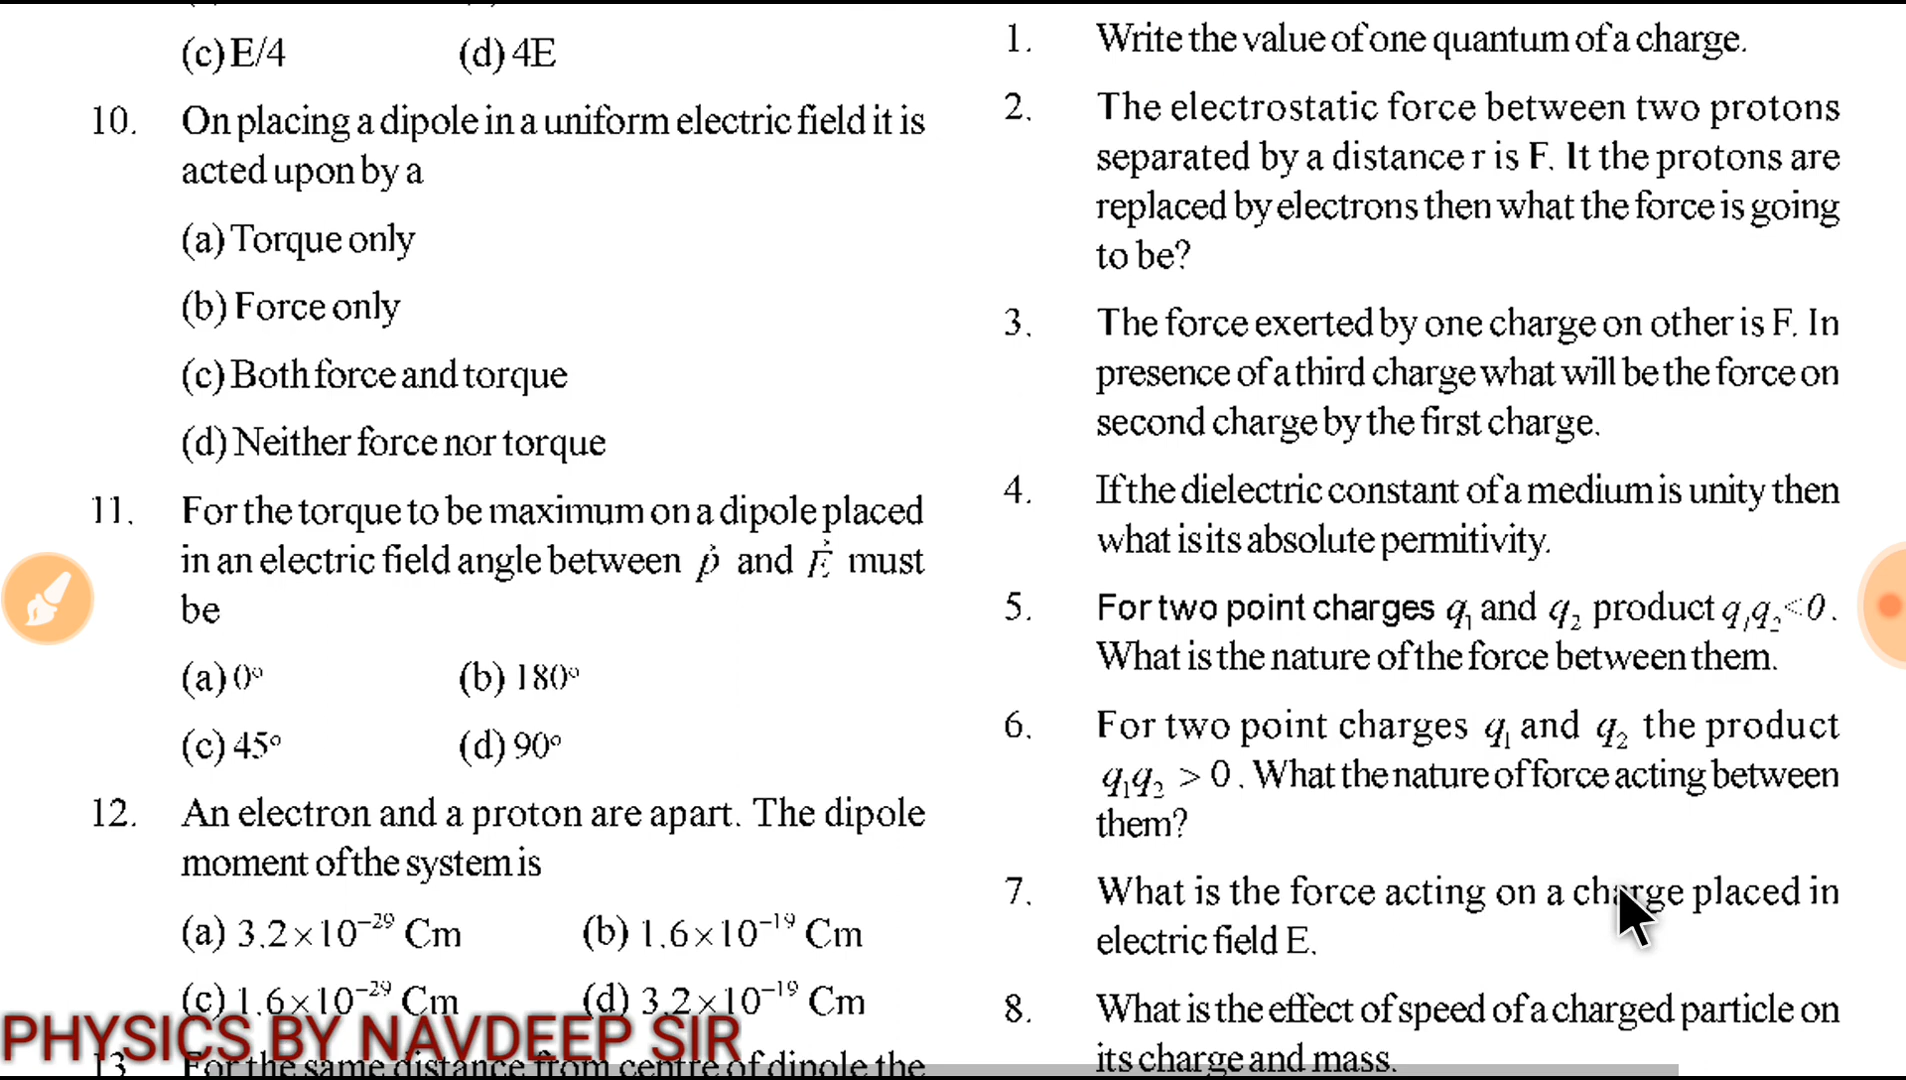 (c) E/4 (d) 4E
10. On placing a dipole in a uniform electric field it is
acted upon by a
(a) Torque only
(b) Force only
(c) Both force and torque
(d) Neither force nor torque
11. For the torque to be maximum on a dipole placed
in an electric field angle between p⃗ and E⃗ must
be
(a) 0° (b) 180°
(c) 45° (d) 90°
12. An electron and a proton are apart. The dipole
moment of the system is
(a) 3.2×10⁻²⁹ Cm (b) 1.6×10⁻¹⁹ Cm
(c) 1.6×10⁻²⁹ Cm (d) 3.2×10⁻¹⁹ Cm
13 For the same distance from centre of dipole the
1. Write the value of one quantum of a charge.
2. The electrostatic force between two protons
separated by a distance r is F. It the protons are
replaced by electrons then what the force is going
to be?
3. The force exerted by one charge on other is F. In
presence of a third charge what will be the force on
second charge by the first charge.
4. If the dielectric constant of a medium is unity then
what is its absolute permitivity.
5. For two point charges q₁ and q₂ product q₁q₂<0.
What is the nature of the force between them.
6. For two point charges q₁ and q₂ the product
q₁q₂ > 0. What the nature of force acting between
them?
7. What is the force acting on a charge placed in
electric field E.
8. What is the effect of speed of a charged particle on
its charge and mass.
PHYSICS BY NAVDEEP SIR